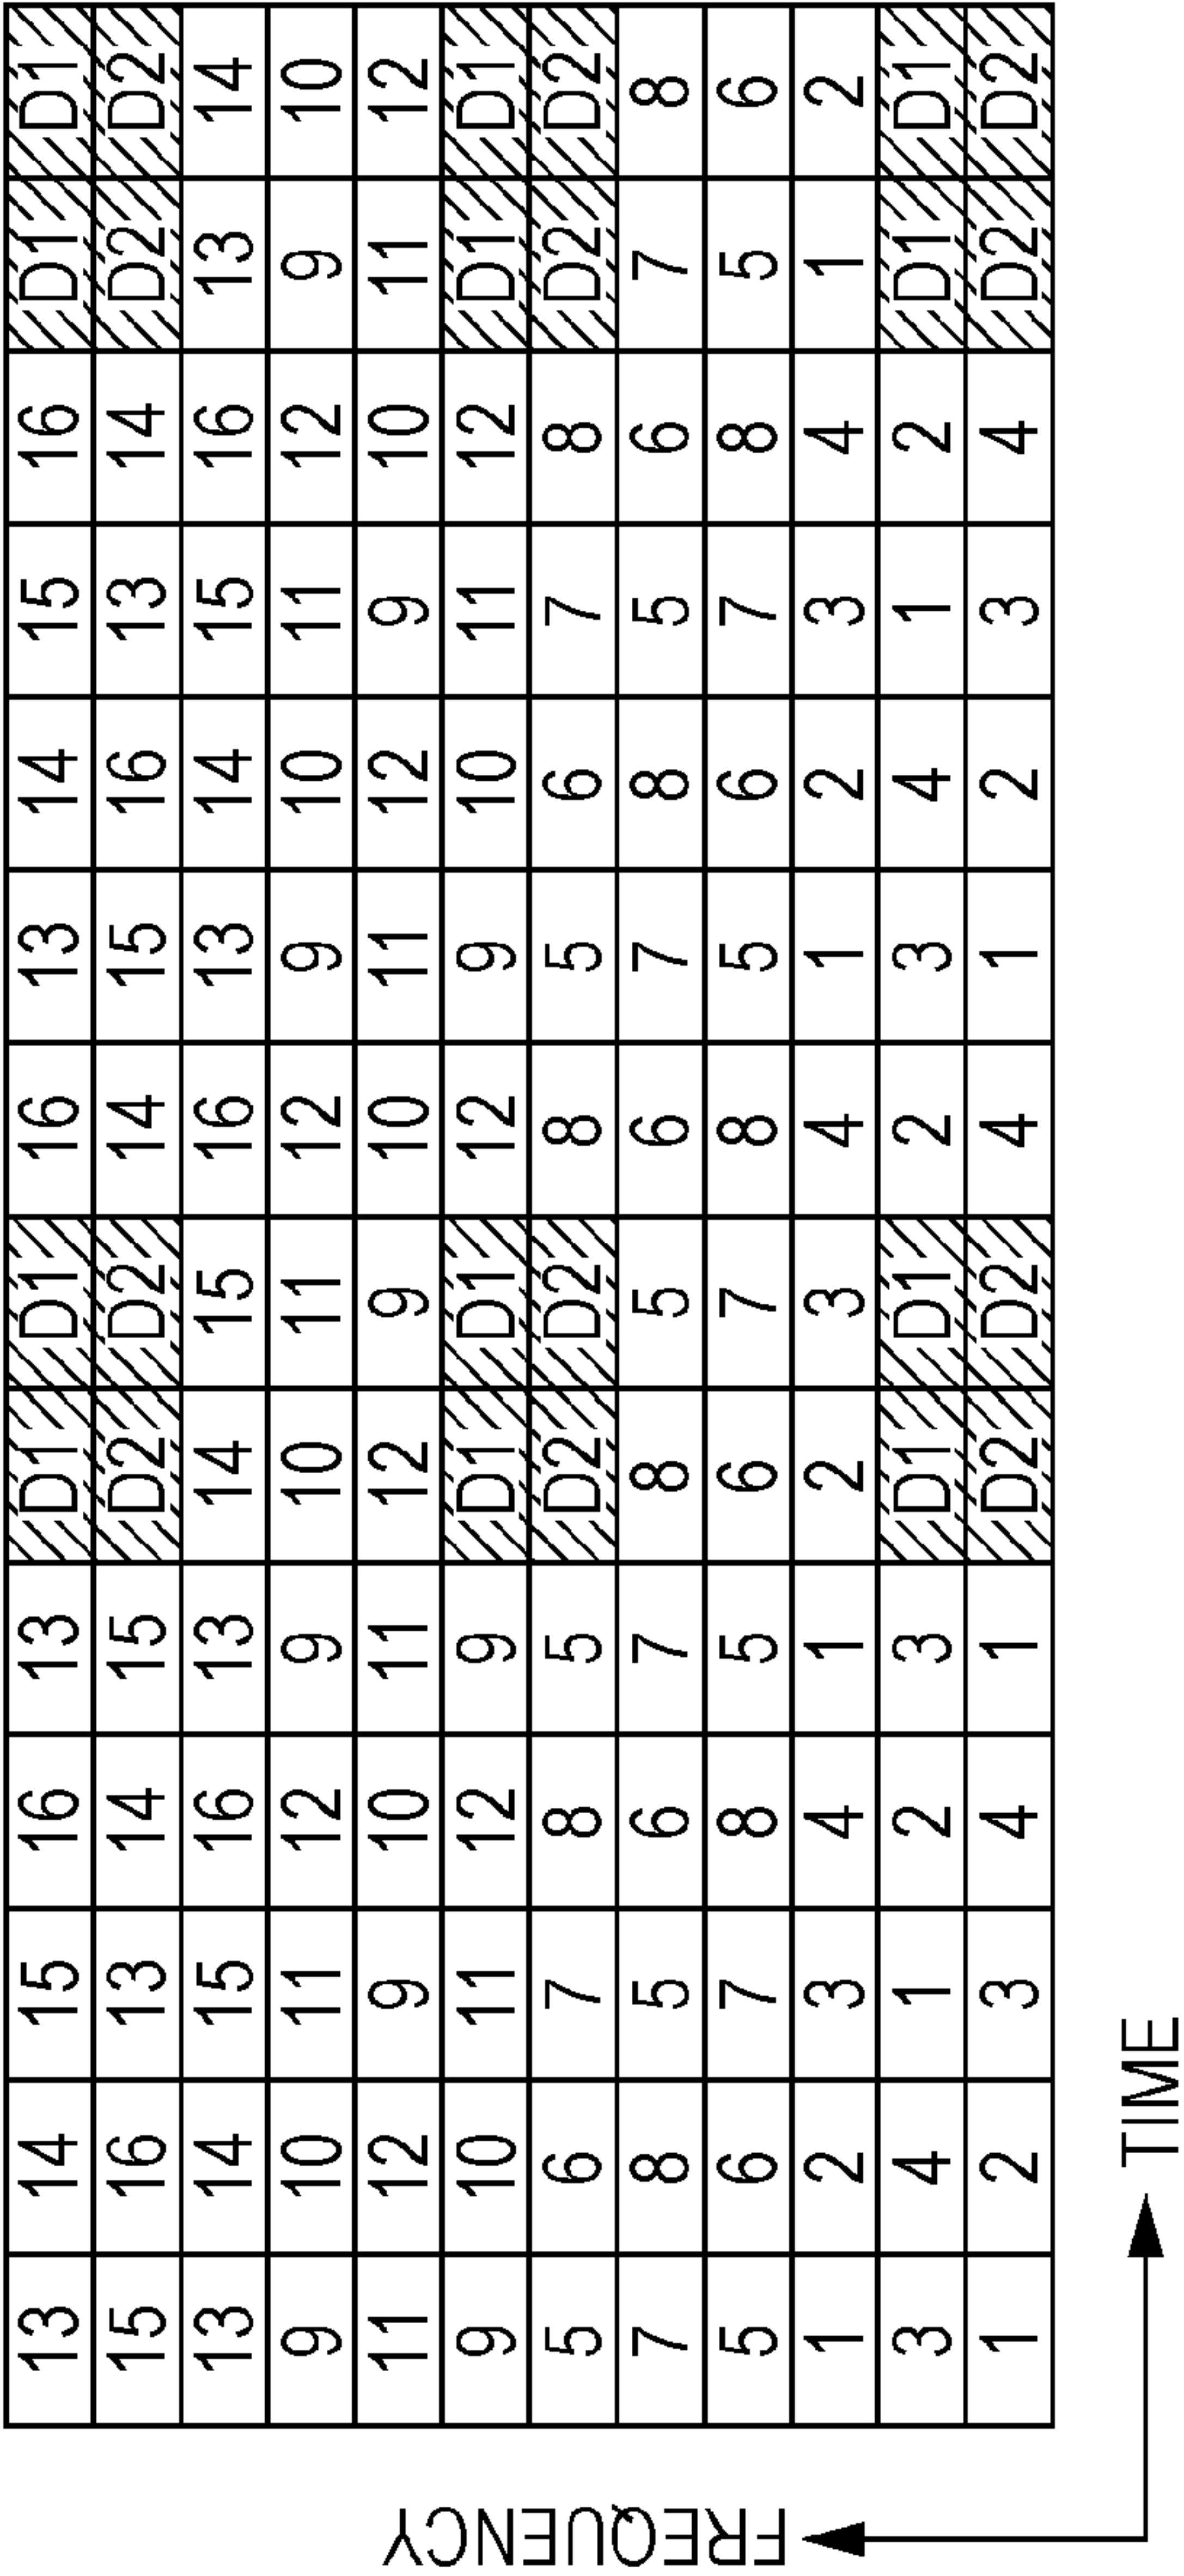 13 14 15 16 13 D1 D1 16 13 14 15 16 D1 D1
15 16 13 14 15 D2 D2 14 15 16 13 14 D2 D2
13 14 15 16 13 14 15 16 13 14 15 16 13 14
9 10 11 12 9 10 11 12 9 10 11 12 9 10
11 12 9 10 11 12 9 10 11 12 9 10 11 12
9 10 11 12 9 D1 D1 12 9 10 11 12 D1 D1
5 6 7 8 5 D2 D2 8 5 6 7 8 D2 D2
7 8 5 6 7 8 5 6 7 8 5 6 7 8
5 6 7 8 5 6 7 8 5 6 7 8 5 6
1 2 3 4 1 2 3 4 1 2 3 4 1 2
3 4 1 2 3 D1 D1 2 3 4 1 2 D1 D1
1 2 3 4 1 D2 D2 4 1 2 3 4 D2 D2
FREQUENCY
TIME